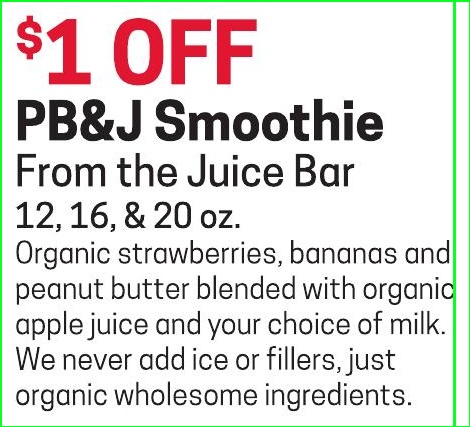 $1 OFF
PB&J Smoothie
From the Juice Bar
12, 16, & 20 oz.
Organic strawberries, bananas and
peanut butter blended with organic
apple juice and your choice of milk.
We never add ice or fillers, just
organic wholesome ingredients.